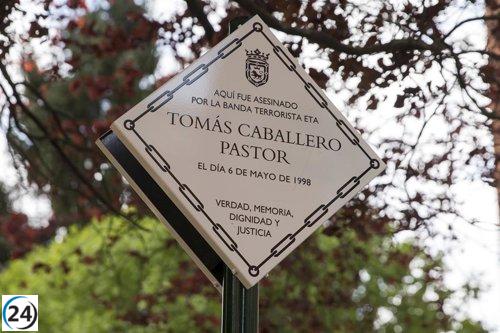 AQUÍ FUE ASESINADO
POR LA BANDA TERRORISTA ETA
TOMÁS CABALLERO
PASTOR
EL DÍA 6 DE MAYO DE 1998
VERDAD, MEMORIA,
DIGNIDAD Y
JUSTICIA
24